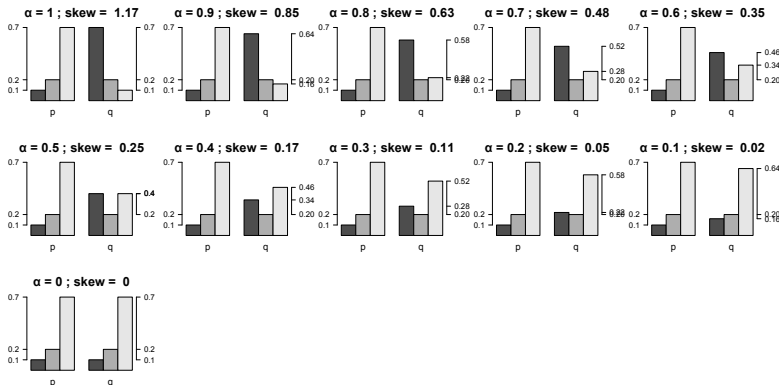 α = 1 ; skew = 1.17
0.7
0.2
0.1
0.7
0.2
0.1
p q
α = 0.9 ; skew = 0.85
0.7
0.2
0.1
0.64
0.20
0.16
p q
α = 0.8 ; skew = 0.63
0.7
0.2
0.1
0.58
0.22
0.20
p q
α = 0.7 ; skew = 0.48
0.7
0.2
0.1
0.52
0.28
0.20
p q
α = 0.6 ; skew = 0.35
0.7
0.2
0.1
0.46
0.34
0.20
p q
α = 0.5 ; skew = 0.25
0.7
0.2
0.1
0.4
0.2
p q
α = 0.4 ; skew = 0.17
0.7
0.2
0.1
0.46
0.34
0.20
p q
α = 0.3 ; skew = 0.11
0.7
0.2
0.1
0.52
0.28
0.20
p q
α = 0.2 ; skew = 0.05
0.7
0.2
0.1
0.58
0.22
0.20
p q
α = 0.1 ; skew = 0.02
0.7
0.2
0.1
0.64
0.20
0.16
p q
α = 0 ; skew = 0
0.7
0.2
0.1
0.7
0.2
0.1
p q